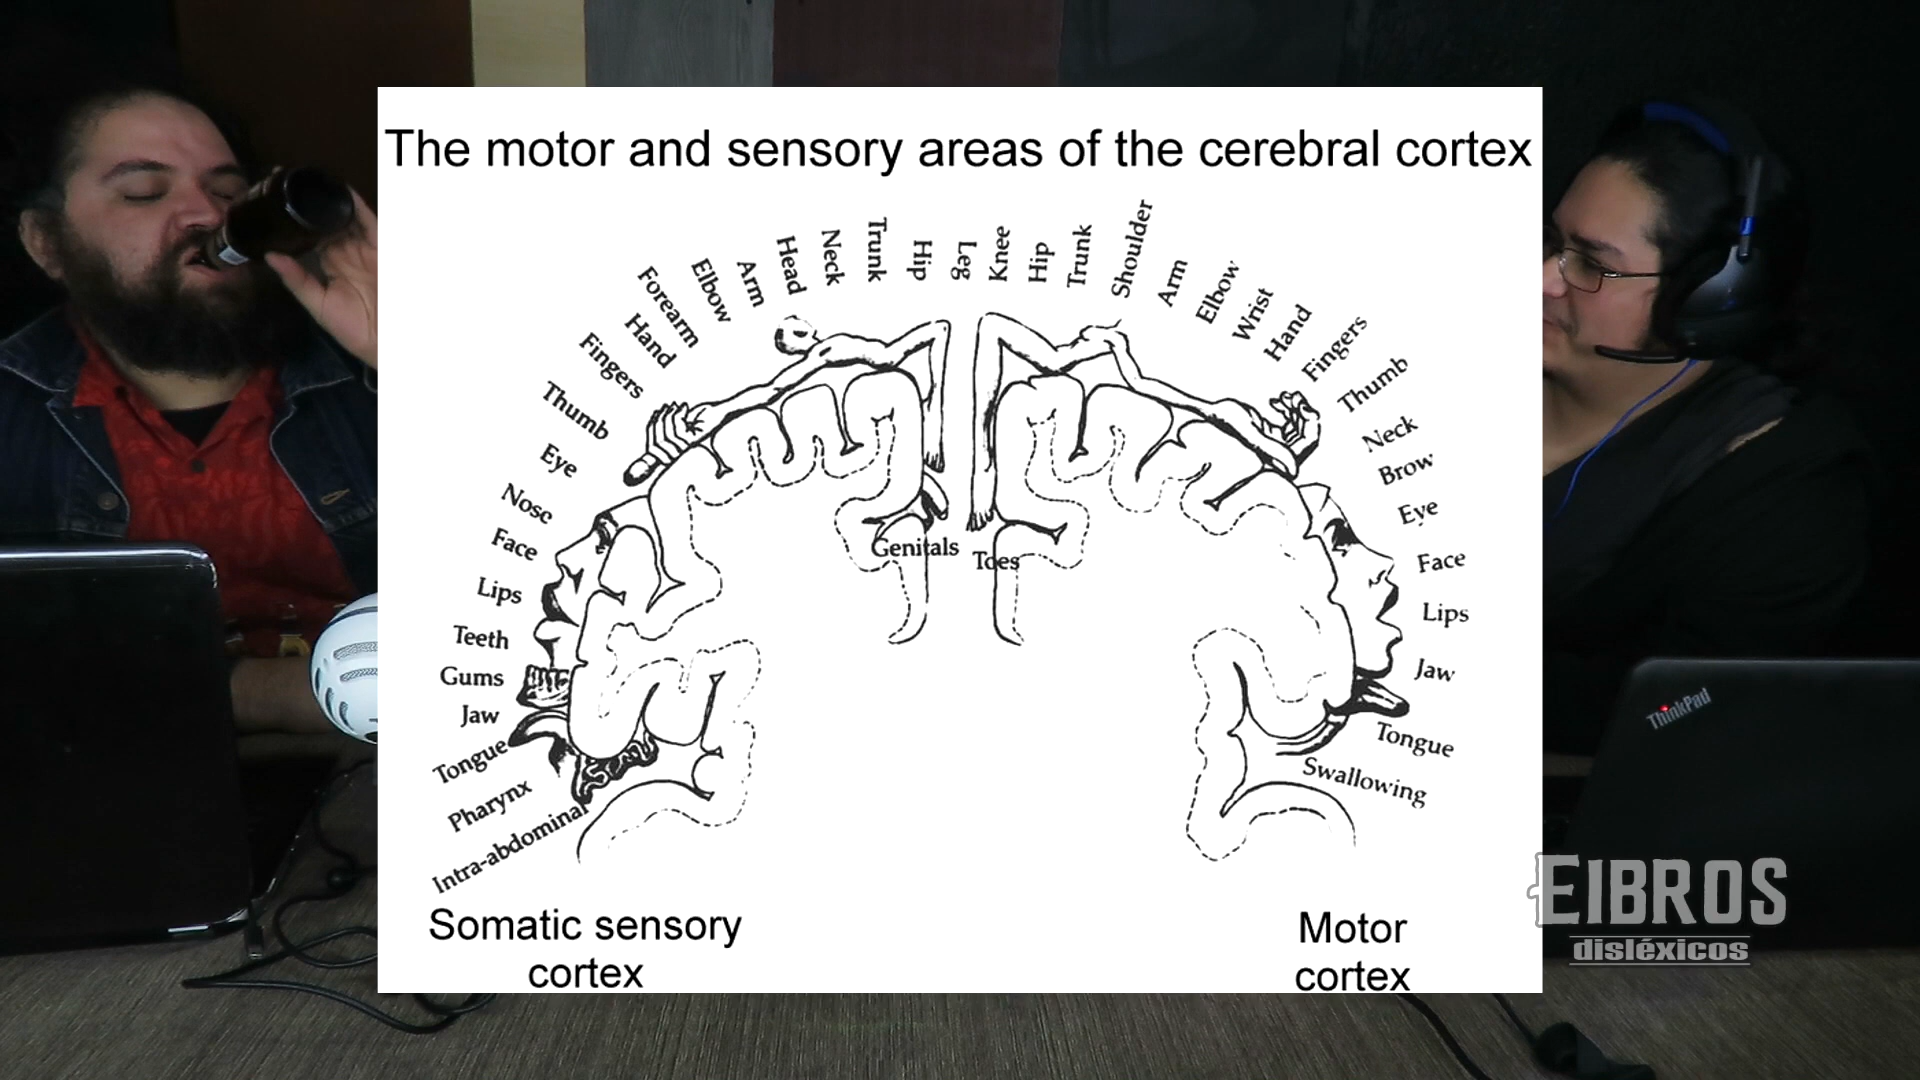 The motor and sensory areas of the cerebral cortex
Intra-abdominal
Pharynx
Tongue
Jaw
Gums
Teeth
Lips
Face
Nose
Eye
Thumb
Fingers
Hand
Forearm
Elbow
Arm
Head
Neck
Trunk
Hip
Leg
Knee
Hip
Trunk
Shoulder
Arm
Elbow
Wrist
Hand
Fingers
Thumb
Neck
Brow
Eye
Face
Lips
Jaw
Tongue
Swallowing
Genitals
Toes
Somatic sensory
cortex
Motor
cortex
ThinkPad
EIBROS
disléxicos